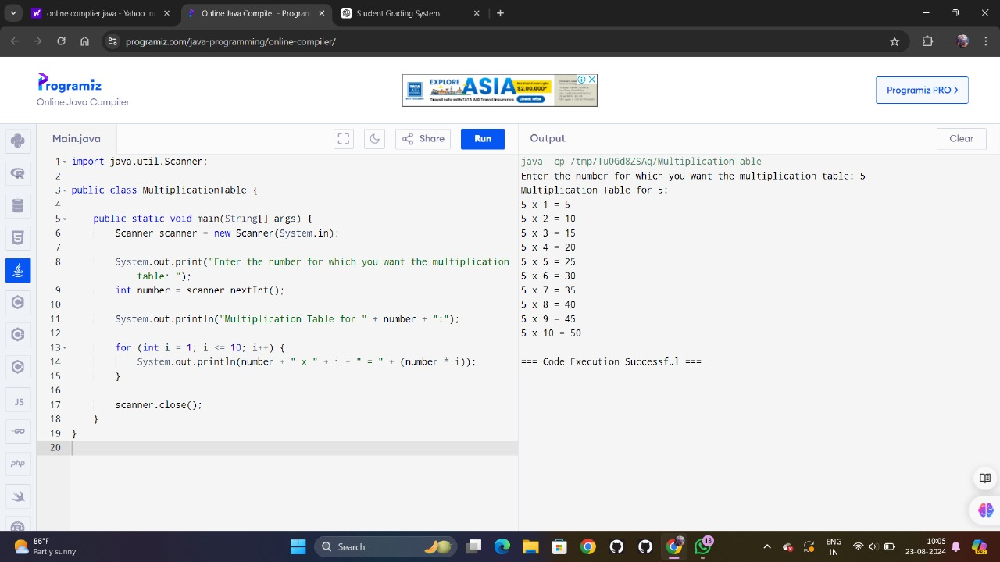 online complier java - Yahoo In
Online Java Compiler - Program
Student Grading System
programiz.com/java-programming/online-compiler/
Programiz
Online Java Compiler
TATA
AIG
EXPLORE
ASIA
Medical Cover upto
$2,00,000*
Travel safe with TATA AIG Travel Insurance
Check Price
Programiz PRO
Main.java
Share
Run
Output
Clear
1 import java.util.Scanner;
2
3 public class MultiplicationTable {
4
5 public static void main(String[] args) {
6 Scanner scanner = new Scanner(System.in);
7
8 System.out.print("Enter the number for which you want the multiplication
table: ");
9 int number = scanner.nextInt();
10
11 System.out.println("Multiplication Table for " + number + ":");
12
13 for (int i = 1; i <= 10; i++) {
14 System.out.println(number + " x " + i + " = " + (number * i));
15 }
16
17 scanner.close();
18 }
19 }
20
java -cp /tmp/TuOGd8ZSAq/MultiplicationTable
Enter the number for which you want the multiplication table: 5
Multiplication Table for 5:
5 x 1 = 5
5 x 2 = 10
5 x 3 = 15
5 x 4 = 20
5 x 5 = 25
5 x 6 = 30
5 x 7 = 35
5 x 8 = 40
5 x 9 = 45
5 x 10 = 50
=== Code Execution Successful ===
JS
GO
php
86°F
Partly sunny
Search
13
ENG
IN
10:05
23-08-2024
PRE